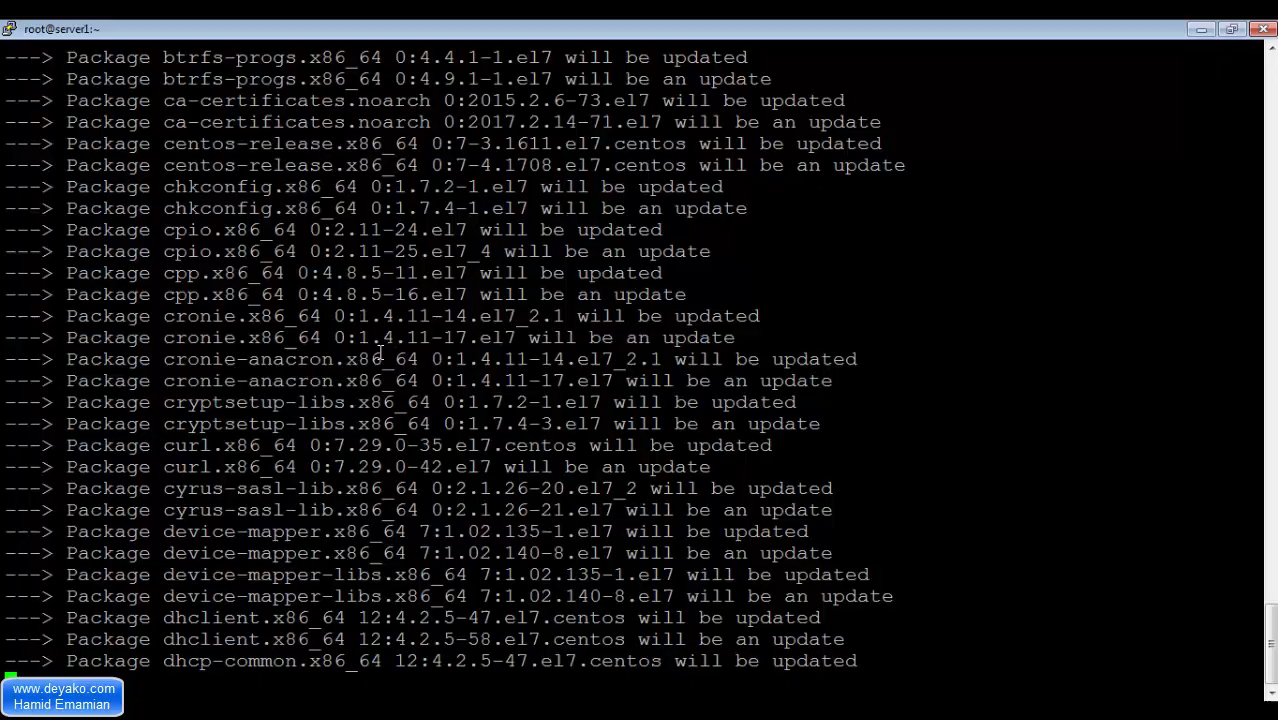 root@server1:~
---> Package btrfs-progs.x86_64 0:4.4.1-1.el7 will be updated
---> Package btrfs-progs.x86_64 0:4.9.1-1.el7 will be an update
---> Package ca-certificates.noarch 0:2015.2.6-73.el7 will be updated
---> Package ca-certificates.noarch 0:2017.2.14-71.el7 will be an update
---> Package centos-release.x86_64 0:7-3.1611.el7.centos will be updated
---> Package centos-release.x86_64 0:7-4.1708.el7.centos will be an update
---> Package chkconfig.x86_64 0:1.7.2-1.el7 will be updated
---> Package chkconfig.x86_64 0:1.7.4-1.el7 will be an update
---> Package cpio.x86_64 0:2.11-24.el7 will be updated
---> Package cpio.x86_64 0:2.11-25.el7_4 will be an update
---> Package cpp.x86_64 0:4.8.5-11.el7 will be updated
---> Package cpp.x86_64 0:4.8.5-16.el7 will be an update
---> Package cronie.x86_64 0:1.4.11-14.el7_2.1 will be updated
---> Package cronie.x86_64 0:1.4.11-17.el7 will be an update
---> Package cronie-anacron.x86_64 0:1.4.11-14.el7_2.1 will be updated
---> Package cronie-anacron.x86_64 0:1.4.11-17.el7 will be an update
---> Package cryptsetup-libs.x86_64 0:1.7.2-1.el7 will be updated
---> Package cryptsetup-libs.x86_64 0:1.7.4-3.el7 will be an update
---> Package curl.x86_64 0:7.29.0-35.el7.centos will be updated
---> Package curl.x86_64 0:7.29.0-42.el7 will be an update
---> Package cyrus-sasl-lib.x86_64 0:2.1.26-20.el7_2 will be updated
---> Package cyrus-sasl-lib.x86_64 0:2.1.26-21.el7 will be an update
---> Package device-mapper.x86_64 7:1.02.135-1.el7 will be updated
---> Package device-mapper.x86_64 7:1.02.140-8.el7 will be an update
---> Package device-mapper-libs.x86_64 7:1.02.135-1.el7 will be updated
---> Package device-mapper-libs.x86_64 7:1.02.140-8.el7 will be an update
---> Package dhclient.x86_64 12:4.2.5-47.el7.centos will be updated
---> Package dhclient.x86_64 12:4.2.5-58.el7.centos will be an update
---> Package dhcp-common.x86_64 12:4.2.5-47.el7.centos will be updated
www.deyako.com
Hamid Emamian